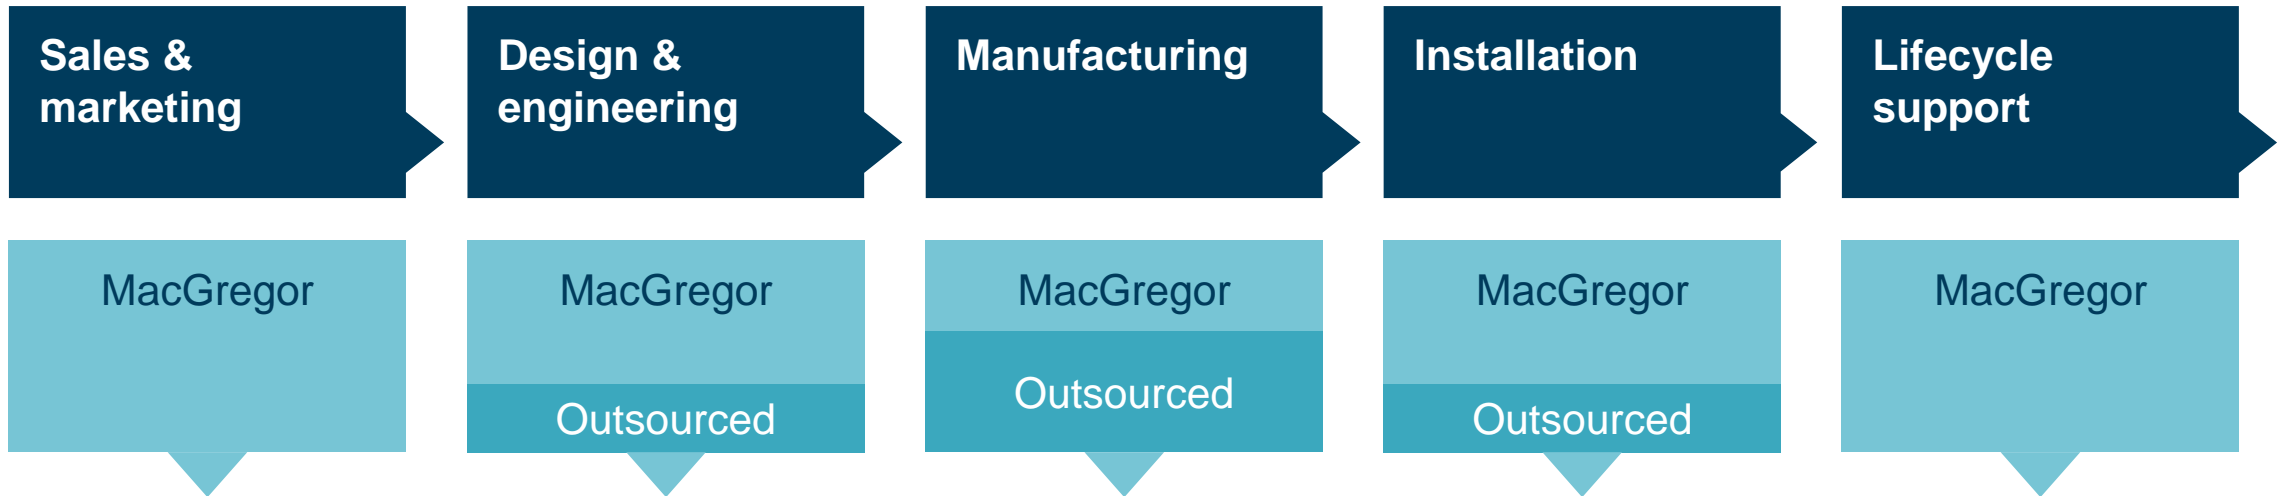 Sales &
marketing
Design &
engineering
Manufacturing
Installation
Lifecycle
support
MacGregor
MacGregor
Outsourced
MacGregor
Outsourced
MacGregor
Outsourced
MacGregor